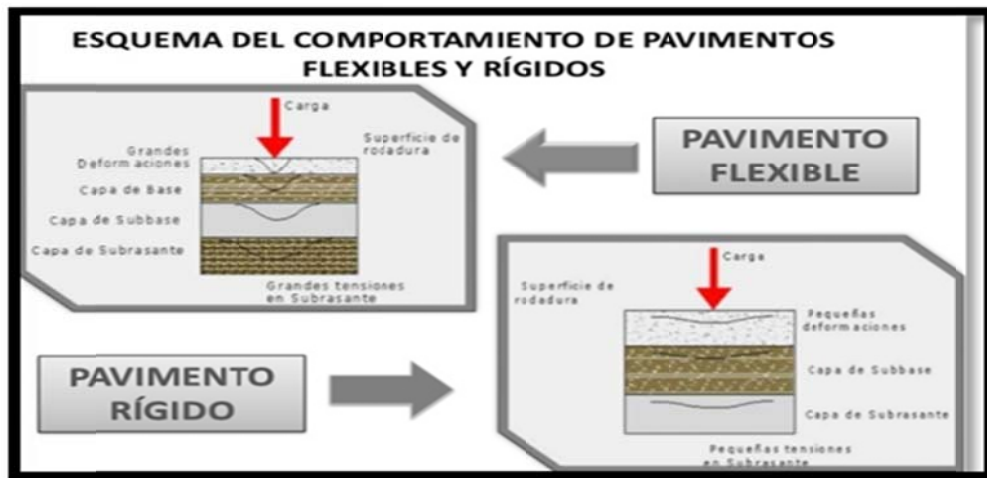 ESQUEMA DEL COMPORTAMIENTO DE PAVIMENTOS
FLEXIBLES Y RÍGIDOS
Carga
Superficie de
rodadura
Grandes
Deformaciones
Capa de Base
Capa de Subbase
Capa de Subrasante
Grandes tensiones
en Subrasante
PAVIMENTO
FLEXIBLE
PAVIMENTO
RÍGIDO
Carga
Superficie de
rodadura
Pequeñas
deformaciones
Capa de Subbase
Capa de Subrasante
Pequeñas tensiones
en Subrasante